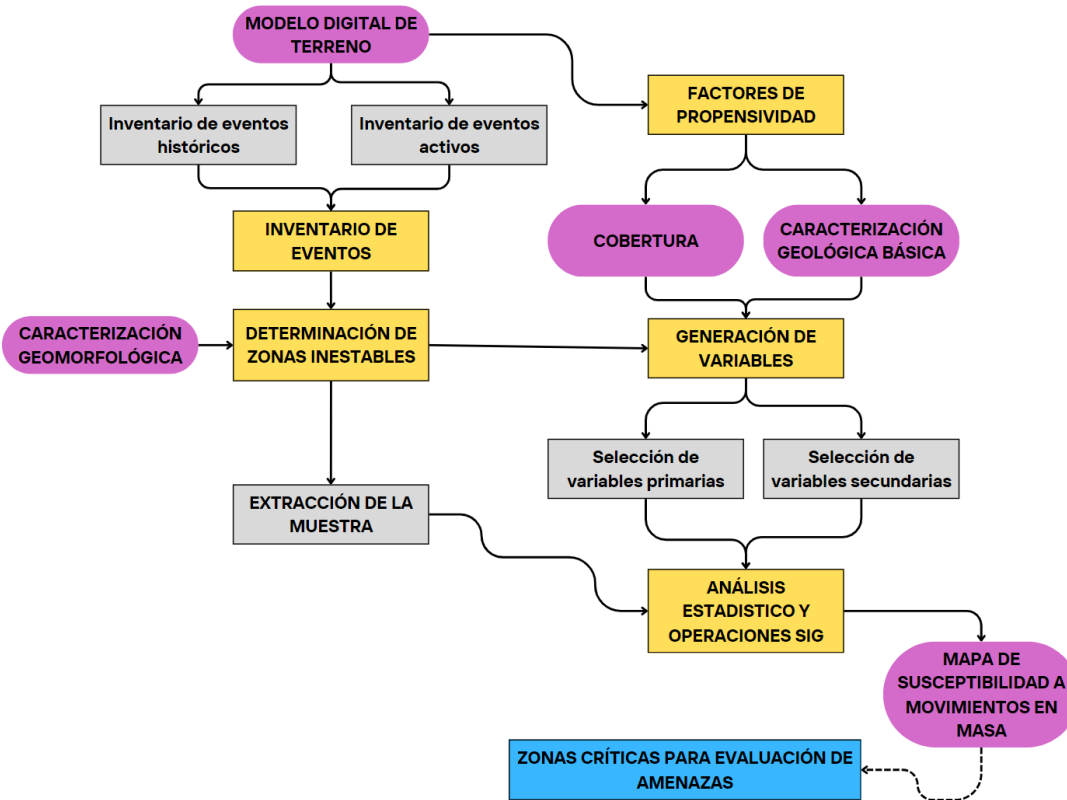 MODELO DIGITAL DE
TERRENO
FACTORES DE
PROPENSIVIDAD
Inventario de eventos
históricos
Inventario de eventos
activos
INVENTARIO DE
EVENTOS
COBERTURA
CARACTERIZACIÓN
GEOLÓGICA BÁSICA
CARACTERIZACIÓN
GEOMORFOLÓGICA
DETERMINACIÓN DE
ZONAS INESTABLES
GENERACIÓN DE
VARIABLES
Selección de
variables primarias
Selección de
variables secundarias
EXTRACCIÓN DE LA
MUESTRA
ANÁLISIS
ESTADISTICO Y
OPERACIONES SIG
MAPA DE
SUSCEPTIBILIDAD A
MOVIMIENTOS EN
MASA
ZONAS CRÍTICAS PARA EVALUACIÓN DE
AMENAZAS